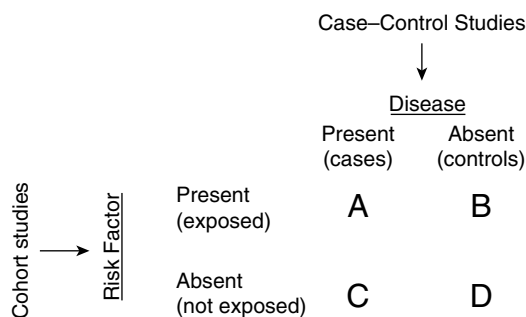 Case–Control Studies
Disease
Present
(cases)
Absent
(controls)
Cohort studies
Risk Factor
Present
(exposed)
A
B
Absent
(not exposed)
C
D